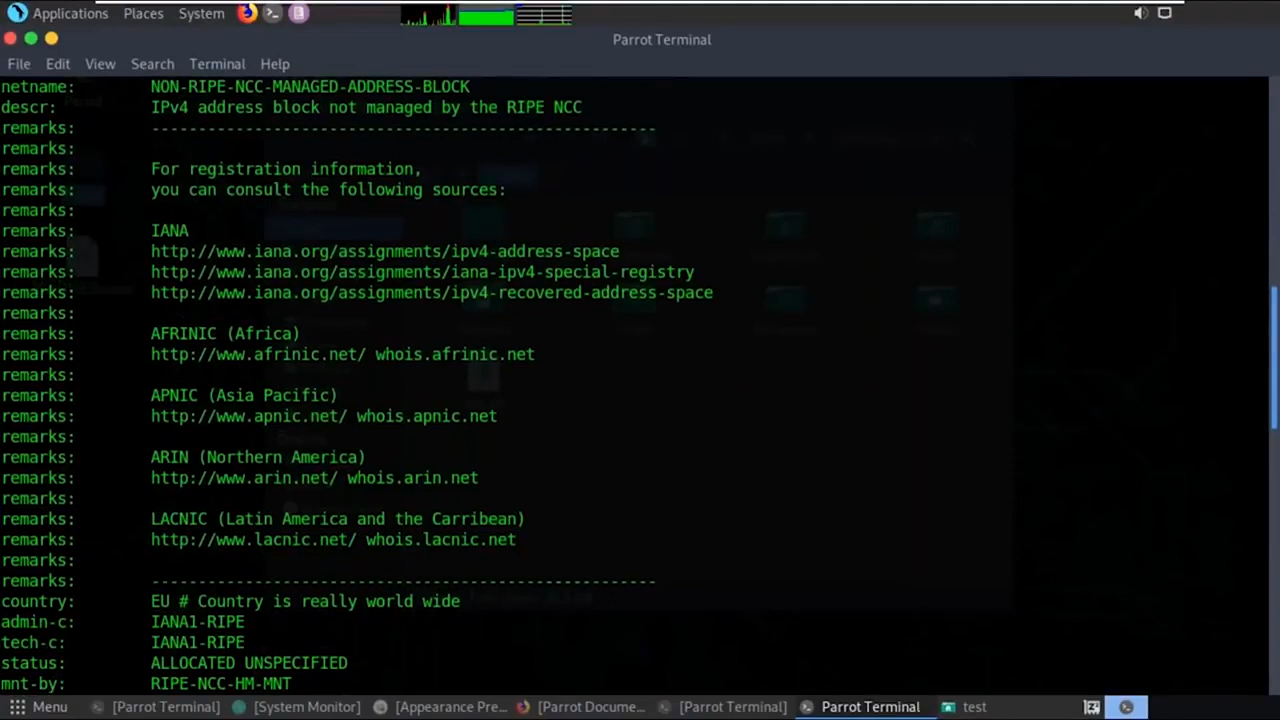 Applications Places System
Parrot Terminal
File Edit View Search Terminal Help
netname: NON-RIPE-NCC-MANAGED-ADDRESS-BLOCK
descr: IPv4 address block not managed by the RIPE NCC
remarks: ------------------------------------------------------
remarks:
remarks: For registration information,
remarks: you can consult the following sources:
remarks:
remarks: IANA
remarks: http://www.iana.org/assignments/ipv4-address-space
remarks: http://www.iana.org/assignments/iana-ipv4-special-registry
remarks: http://www.iana.org/assignments/ipv4-recovered-address-space
remarks:
remarks: AFRINIC (Africa)
remarks: http://www.afrinic.net/ whois.afrinic.net
remarks:
remarks: APNIC (Asia Pacific)
remarks: http://www.apnic.net/ whois.apnic.net
remarks:
remarks: ARIN (Northern America)
remarks: http://www.arin.net/ whois.arin.net
remarks:
remarks: LACNIC (Latin America and the Carribean)
remarks: http://www.lacnic.net/ whois.lacnic.net
remarks:
remarks: ------------------------------------------------------
country: EU # Country is really world wide
admin-c: IANA1-RIPE
tech-c: IANA1-RIPE
status: ALLOCATED UNSPECIFIED
mnt-by: RIPE-NCC-HM-MNT
Menu [Parrot Terminal] [System Monitor] [Appearance Pre... [Parrot Docume... [Parrot Terminal] Parrot Terminal test